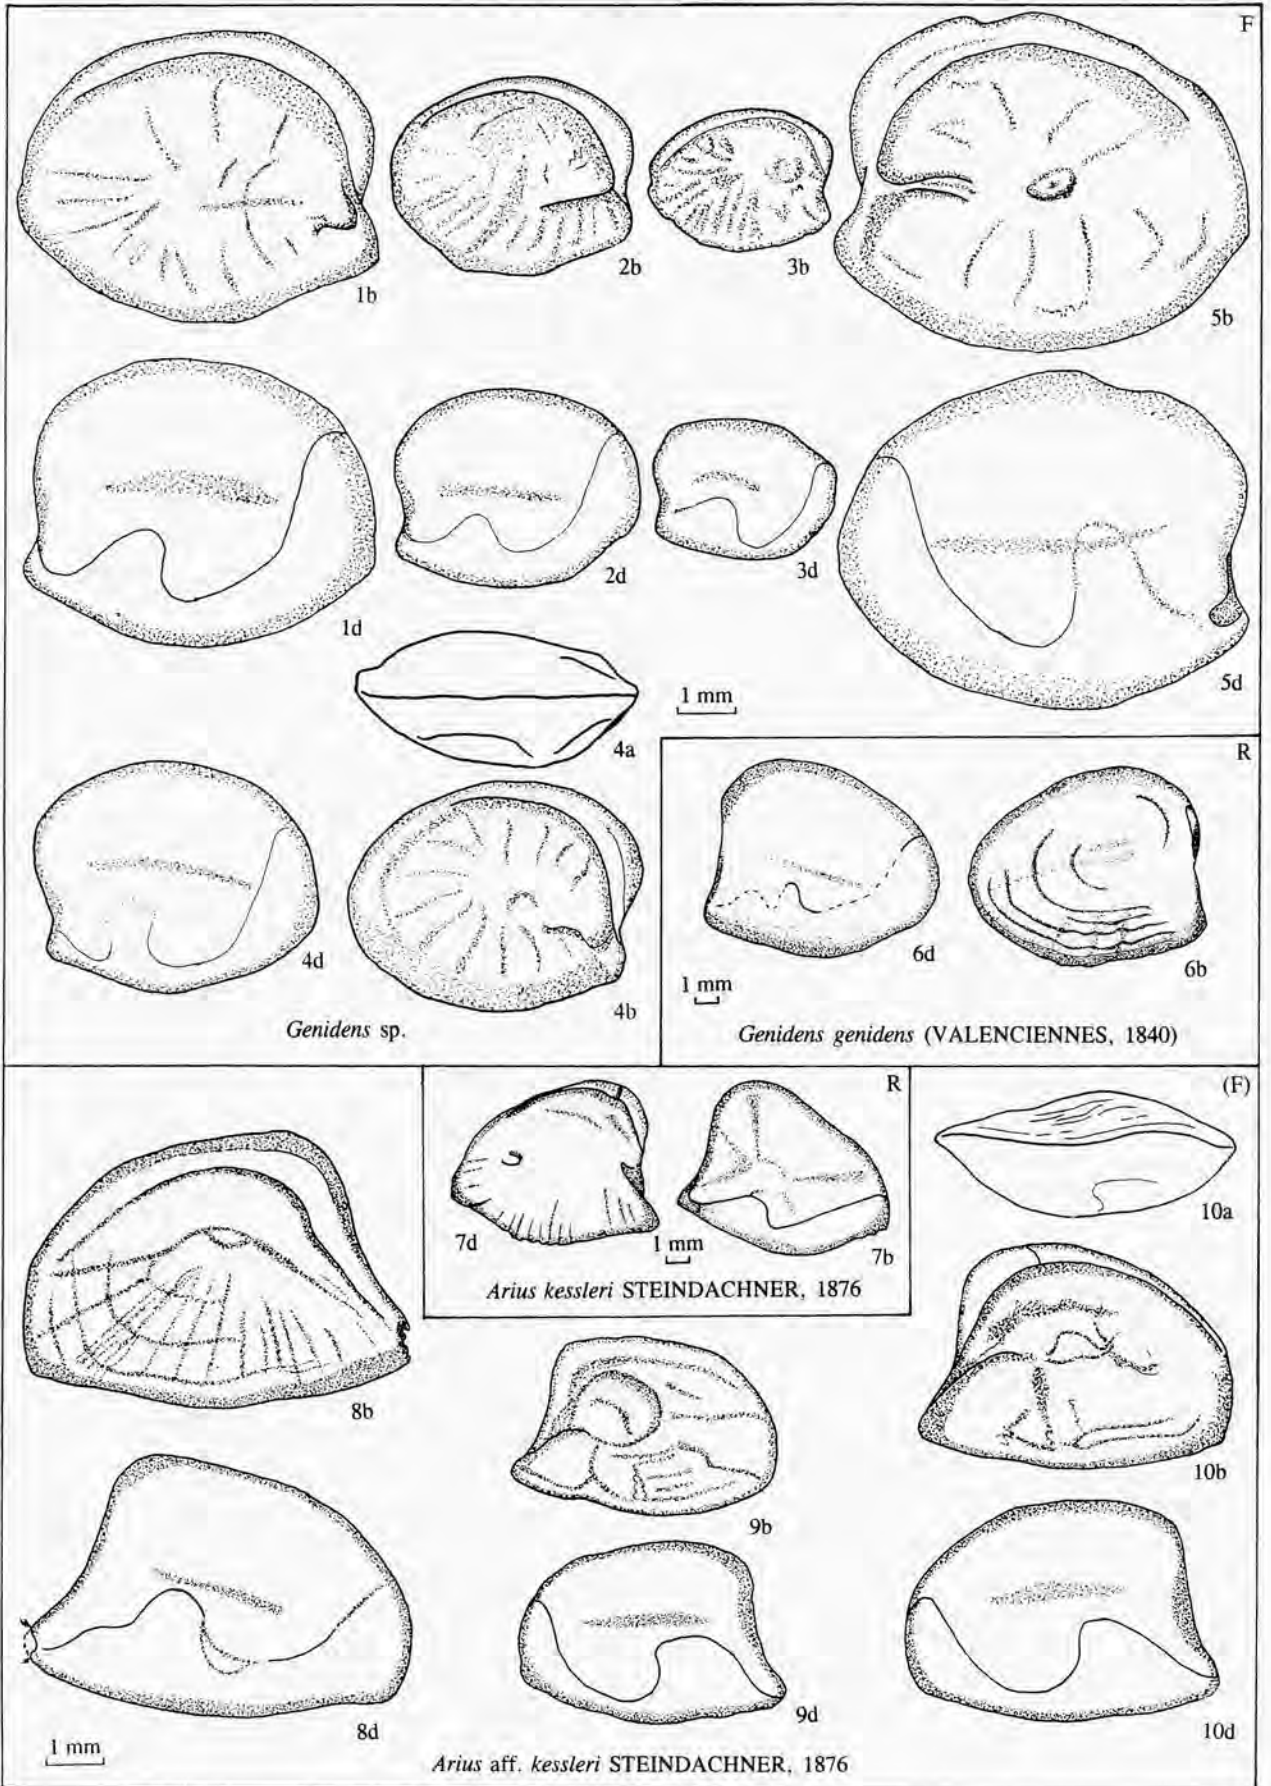 F
1b
2b
3b
5b
1d
2d
3d
5d
4a
1 mm
R
4d
4b
6d
6b
1 mm
Genidens sp.
Genidens genidens (VALENCIENNES, 1840)
R
(F)
7d
1 mm
7b
10a
Arius kessleri STEINDACHNER, 1876
8b
9b
10b
8d
9d
10d
1 mm
Arius aff. kessleri STEINDACHNER, 1876